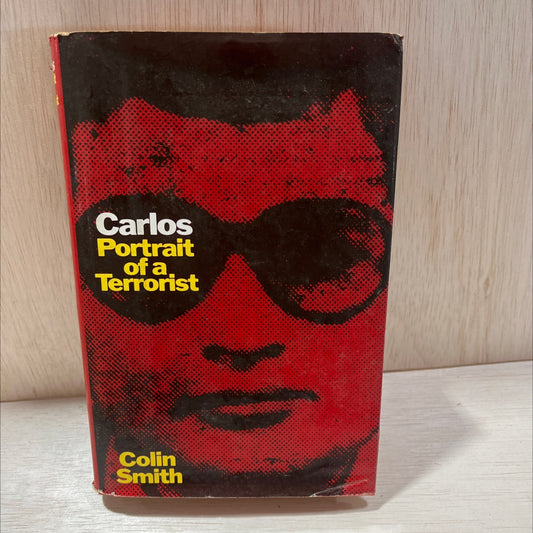 Carlos
Portrait
of a
Terrorist
Colin
Smith